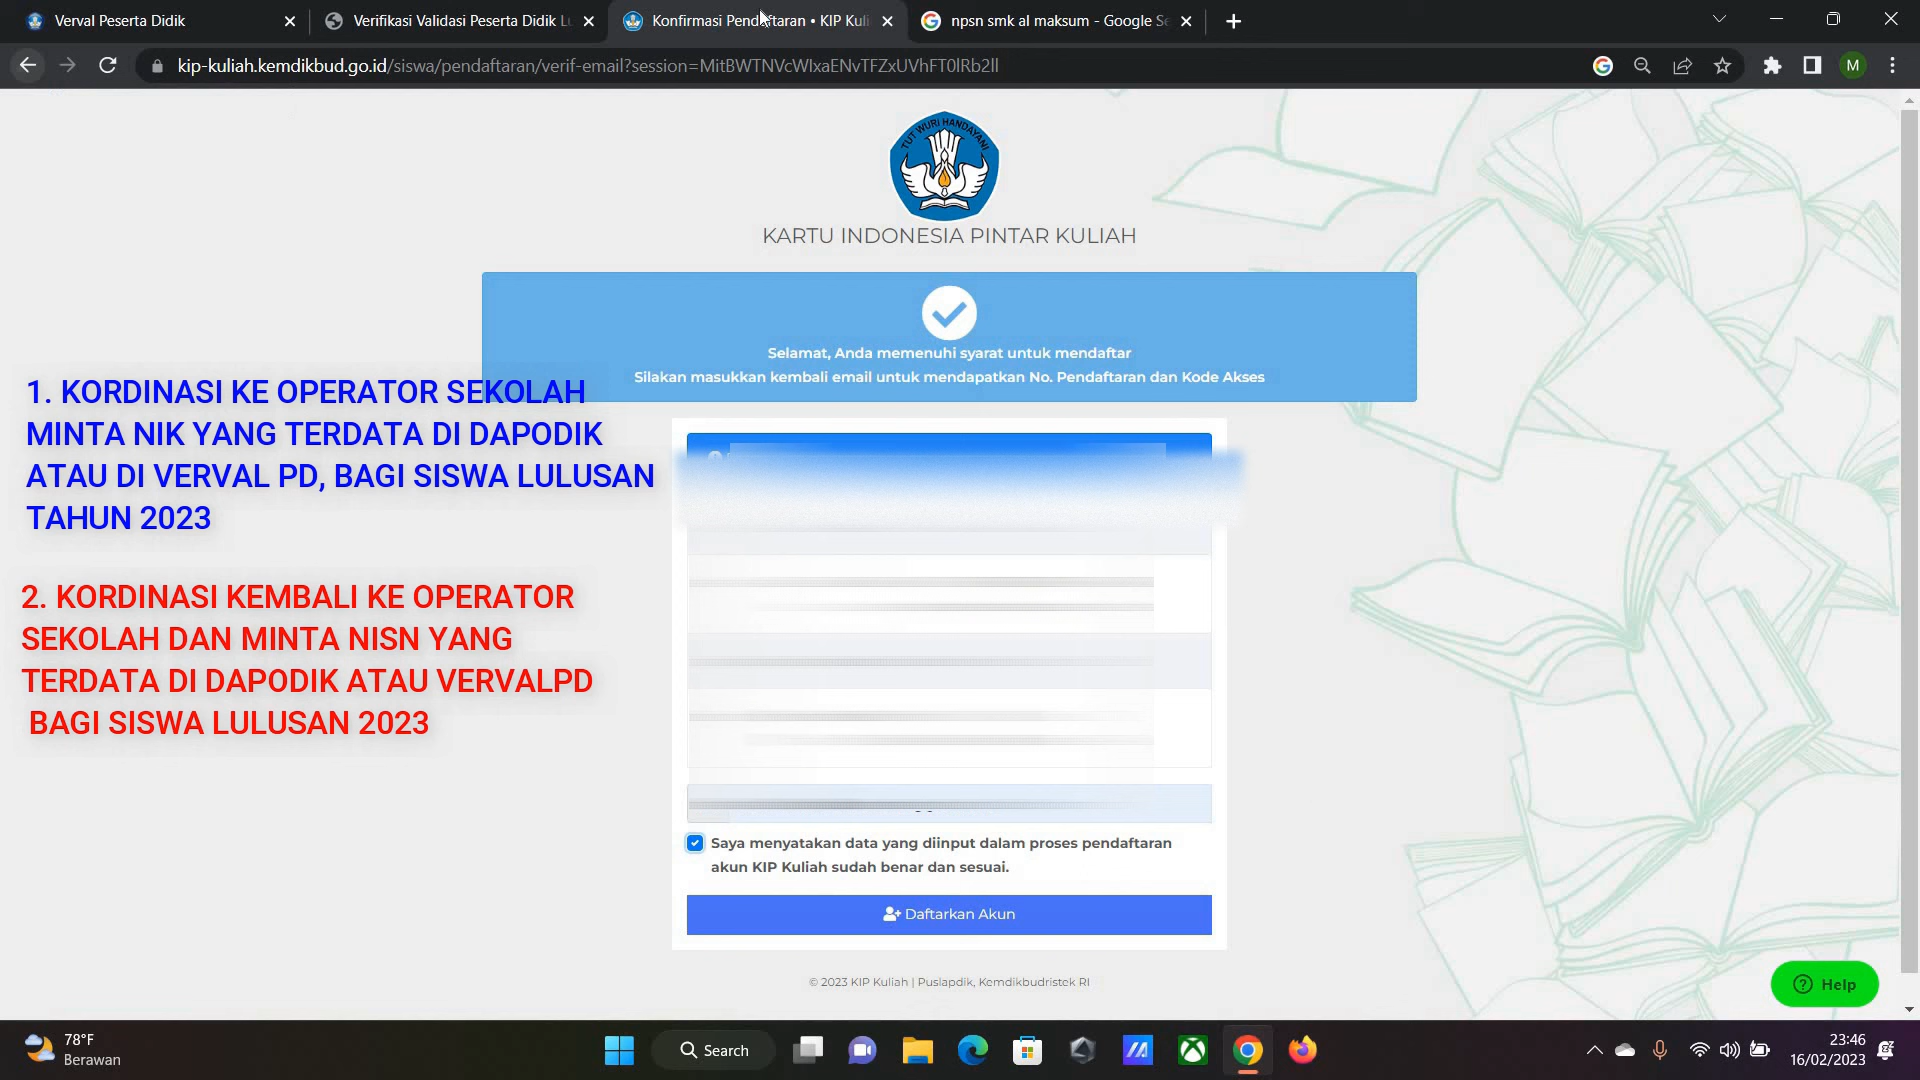 Verval Peserta Didik
Verifikasi Validasi Peserta Didik L
Konfirmasi Pendaftaran • KIP Kuli
npsn smk al maksum - Google Se
kip-kuliah.kemdikbud.go.id/siswa/pendaftaran/verif-email?session=MitBWTNVcWlxaENvTFZxUVhFT0lRb2ll
M
TUT WURI HANDAYANI
KARTU INDONESIA PINTAR KULIAH
Selamat, Anda memenuhi syarat untuk mendaftar
Silakan masukkan kembali email untuk mendapatkan No. Pendaftaran dan Kode Akses
1. KORDINASI KE OPERATOR SEKOLAH
MINTA NIK YANG TERDATA DI DAPODIK
ATAU DI VERVAL PD, BAGI SISWA LULUSAN
TAHUN 2023
2. KORDINASI KEMBALI KE OPERATOR
SEKOLAH DAN MINTA NISN YANG
TERDATA DI DAPODIK ATAU VERVALPD
BAGI SISWA LULUSAN 2023
Saya menyatakan data yang diinput dalam proses pendaftaran
akun KIP Kuliah sudah benar dan sesuai.
Daftarkan Akun
© 2023 KIP Kuliah | Puslapdik, Kemdikbudristek RI
Help
78°F
Berawan
Search
23:46
16/02/2023